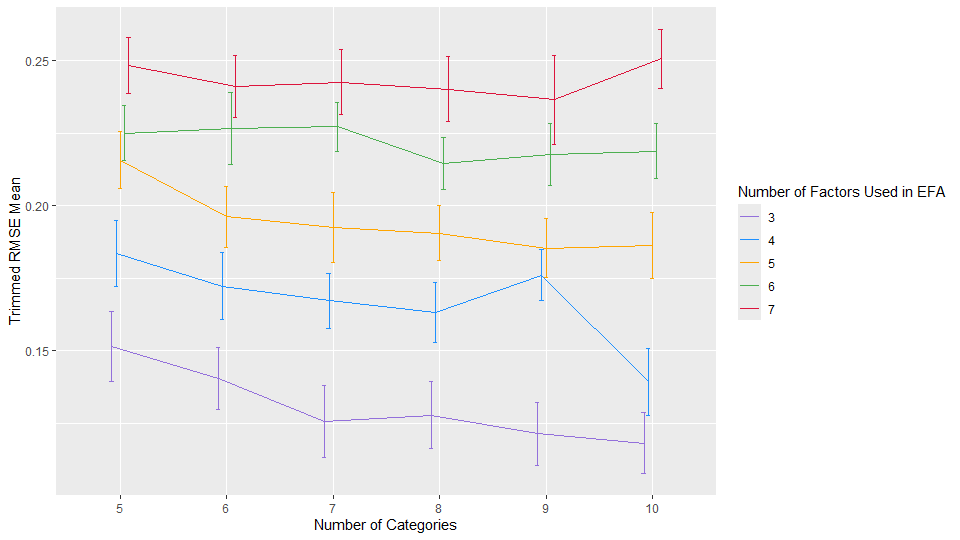 0.25
0.20
0.15
Trimmed RMSE Mean
5 6 7 8 9 10
Number of Categories
Number of Factors Used in EFA
3
4
5
6
7